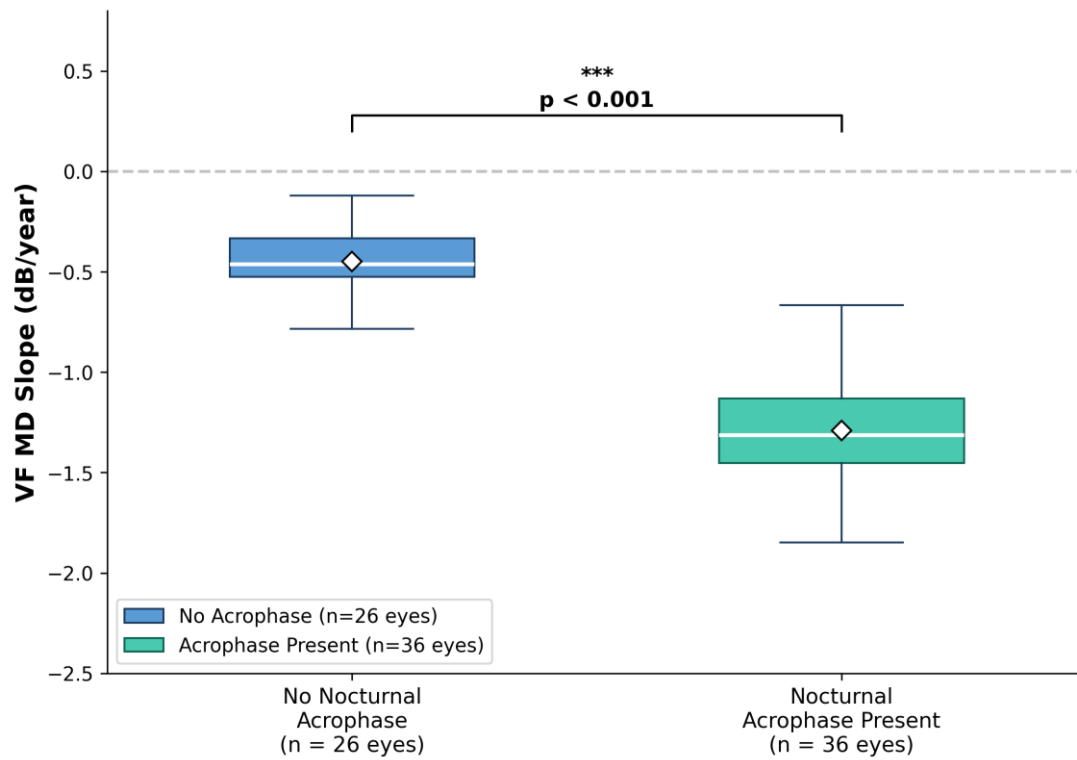 ***
p < 0.001
VF MD Slope (dB/year)
0.5
0.0
−0.5
−1.0
−1.5
−2.0
−2.5
No Acrophase (n=26 eyes)
Acrophase Present (n=36 eyes)
No Nocturnal
Acrophase
(n = 26 eyes)
Nocturnal
Acrophase Present
(n = 36 eyes)